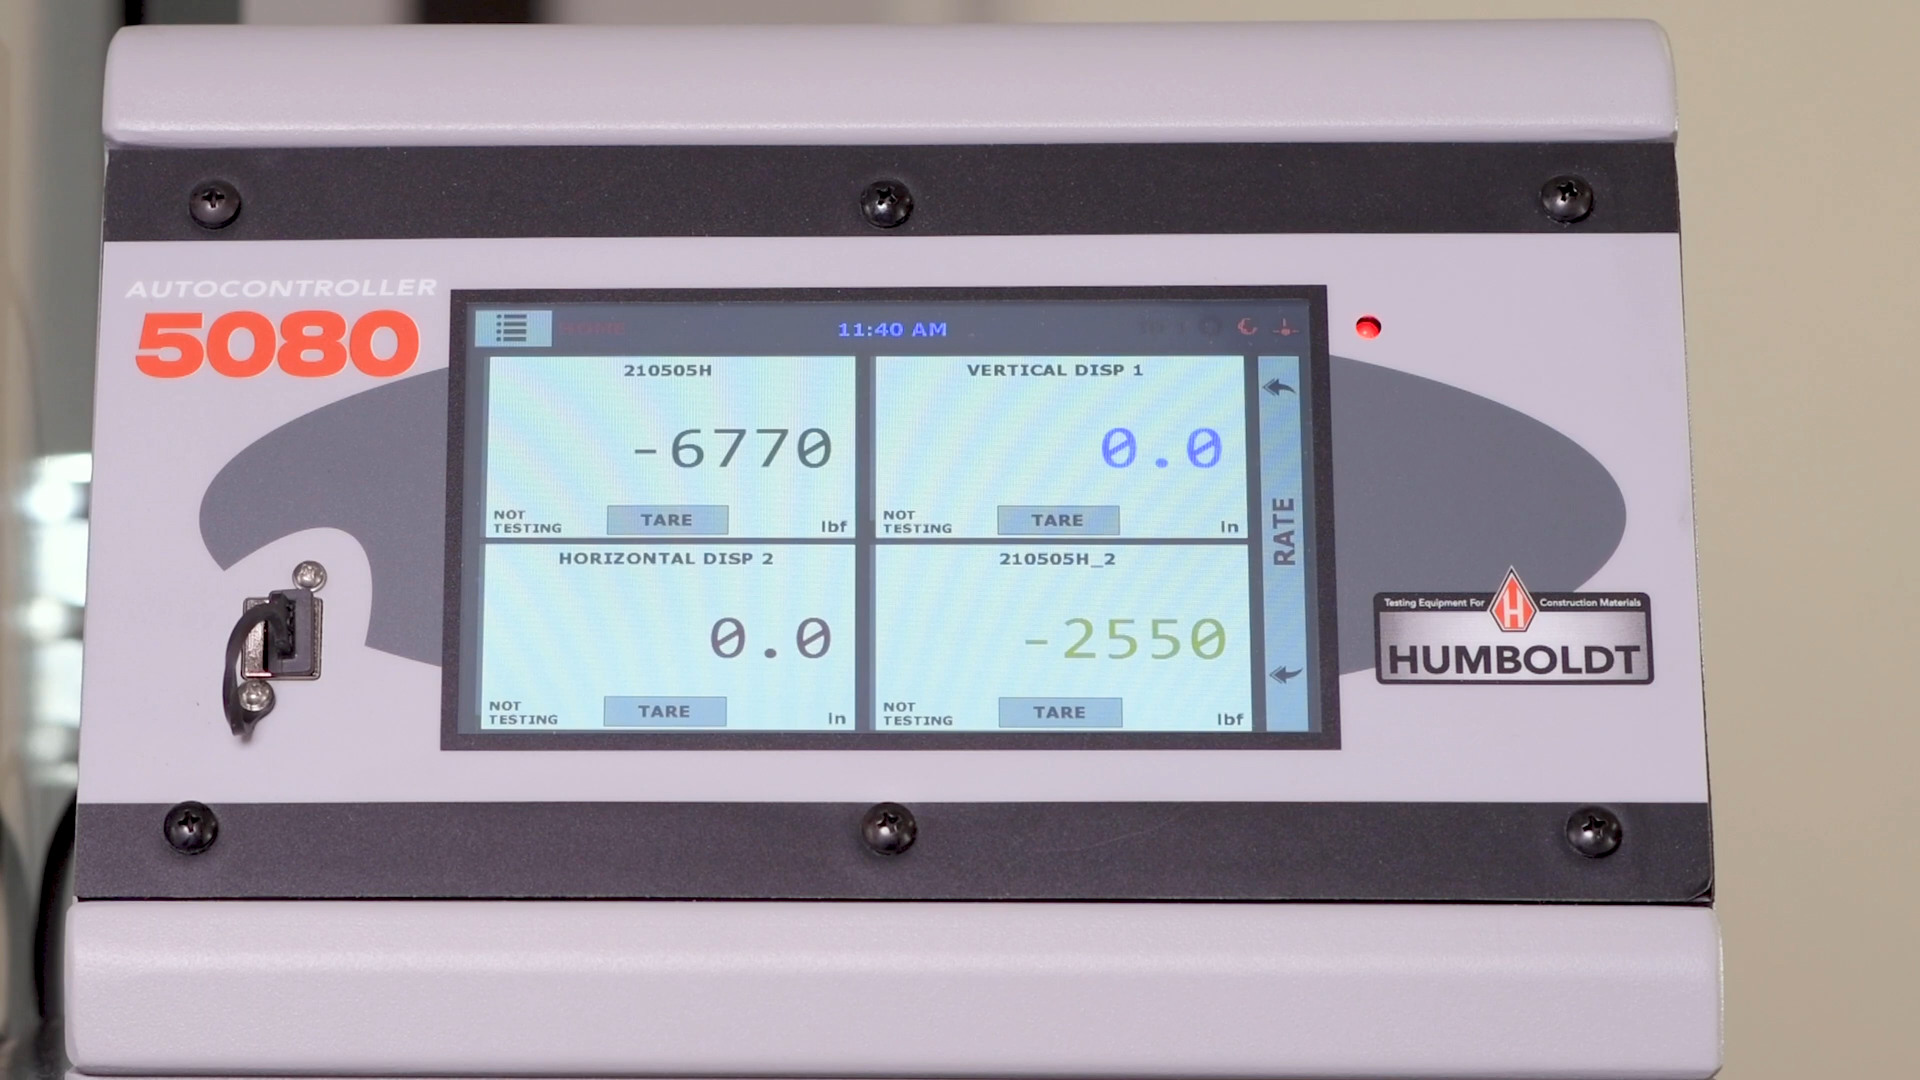 AUTOCONTROLLER
5080
HOME
11:40 AM
210505H
-6770
NOT TESTING
TARE
lbf
VERTICAL DISP 1
0.0
NOT TESTING
TARE
in
HORIZONTAL DISP 2
0.0
NOT TESTING
TARE
in
210505H_2
-2550
NOT TESTING
TARE
lbf
RATE
Testing Equipment For H Construction Materials
HUMBOLDT